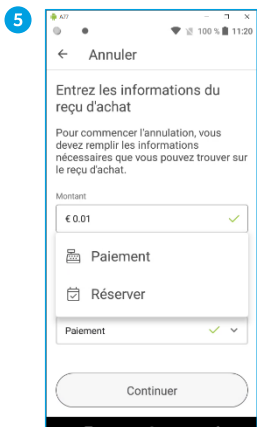 5
A77
100 % 11:20
Annuler
Entrez les informations du
reçu d'achat
Pour commencer l'annulation, vous
devez remplir les informations
nécessaires que vous pouvez trouver sur
le reçu d'achat.
Montant
€ 0.01
Paiement
Réserver
Paiement
Continuer